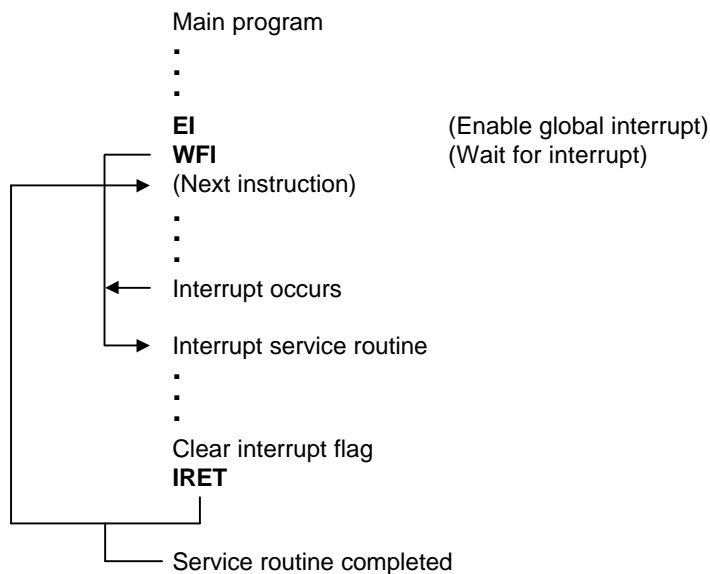 Main program
EI (Enable global interrupt)
WFI (Wait for interrupt)
(Next instruction)
Interrupt occurs
Interrupt service routine
Clear interrupt flag
IRET
Service routine completed